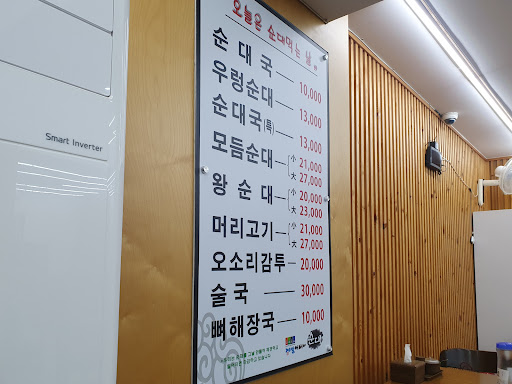 Smart Inverter
오늘은 순대먹는 날
순대국 10,000
우렁순대 13,000
순대국(특) 13,000
모듬순대 小 21,000
大 27,000
왕순대 小 20,000
大 23,000
머리고기 小 21,000
大 27,000
오소리감투 20,000
술국 30,000
뼈해장국 10,000